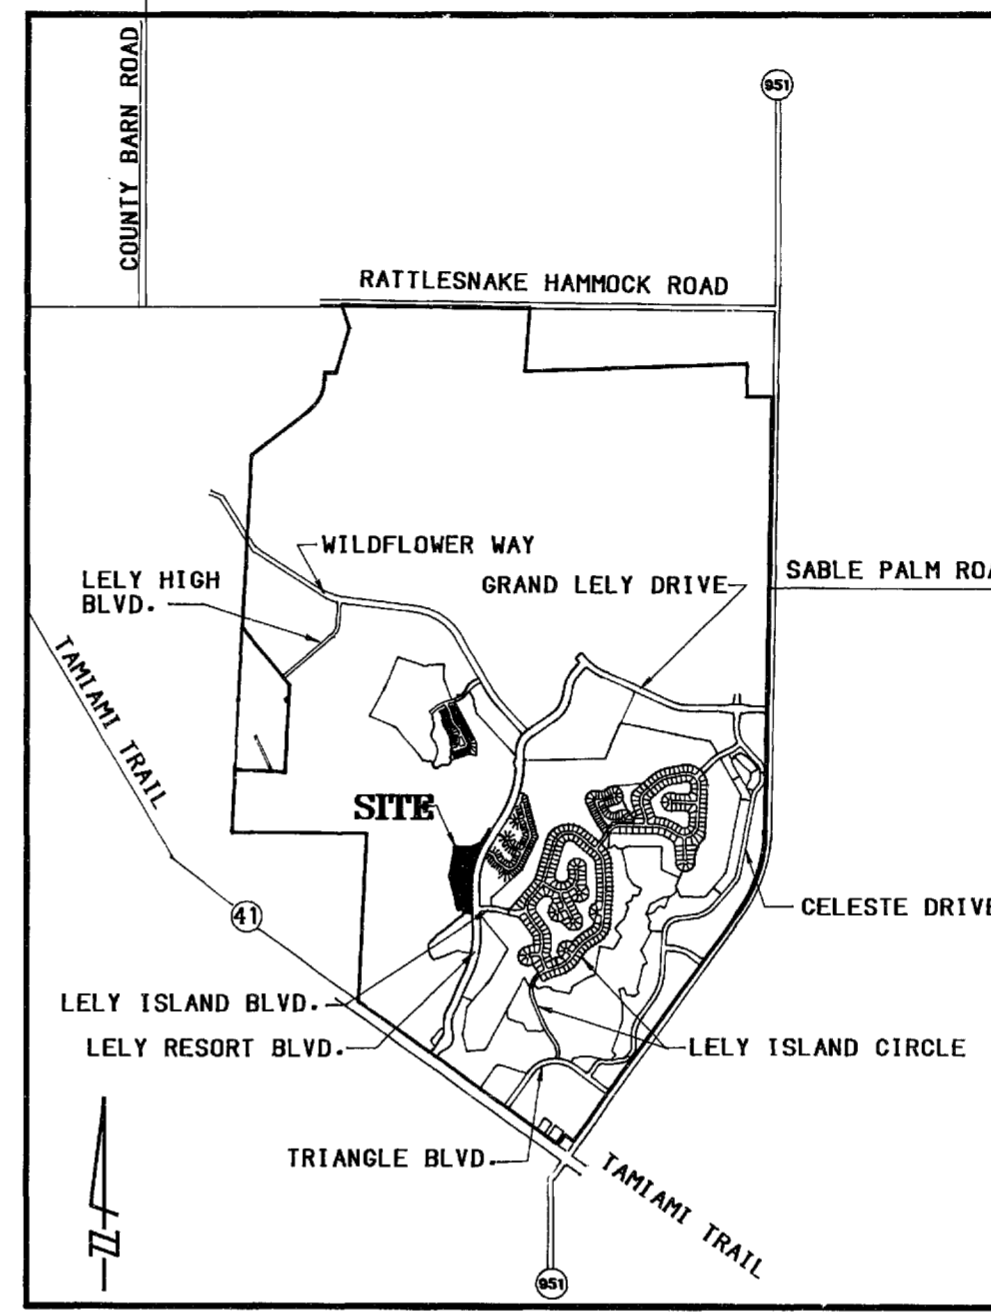 COUNTY BARN ROAD
951
RATTLESNAKE HAMMOCK ROAD
WILDFLOWER WAY
LELY HIGH
BLVD.
GRAND LELY DRIVE
SABLE PALM
TAMIAMI TRAIL
SITE
41
CELESTE DRIVE
LELY ISLAND BLVD.
LELY RESORT BLVD.
LELY ISLAND CIRCLE
TRIANGLE BLVD.
TAMIAMI TRAIL
951